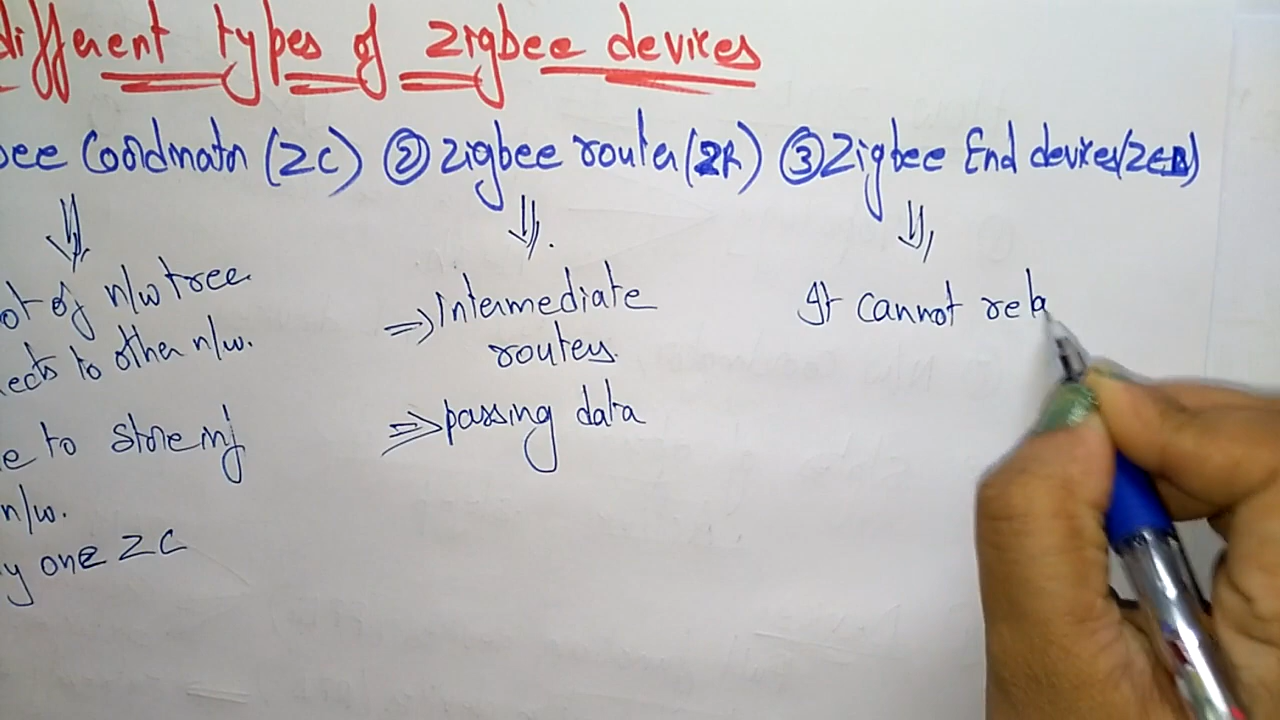 different types of Zigbee devices
bee Coordinator (ZC) ② Zigbee router (ZR) ③ Zigbee End devices (ZED)
ot of n/w tree
ects to other n/w.
e to store inf
n/w.
y one ZC
⇒ Intermediate
routers.
⇒ passing data
It cannot rela